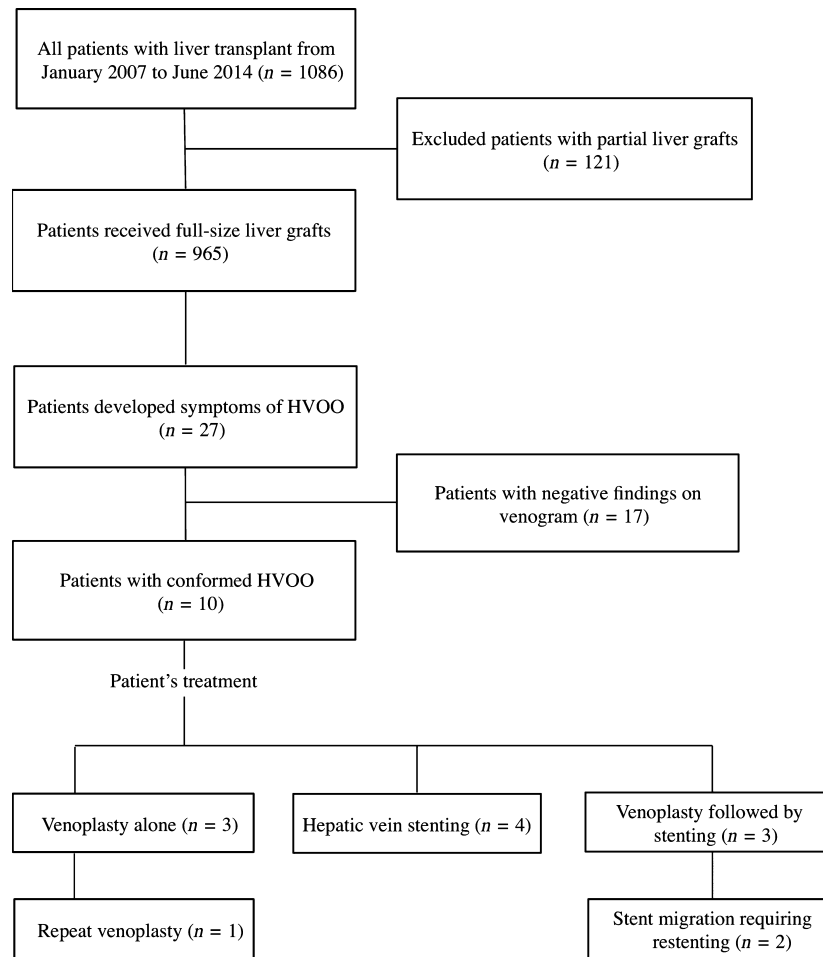 All patients with liver transplant from
January 2007 to June 2014 (n = 1086)
Excluded patients with partial liver grafts
(n = 121)
Patients received full-size liver grafts
(n = 965)
Patients developed symptoms of HVOO
(n = 27)
Patients with negative findings on
venogram (n = 17)
Patients with conformed HVOO
(n = 10)
Patient’s treatment
Venoplasty alone (n = 3)
Hepatic vein stenting (n = 4)
Venoplasty followed by
stenting (n = 3)
Repeat venoplasty (n = 1)
Stent migration requiring
restenting (n = 2)